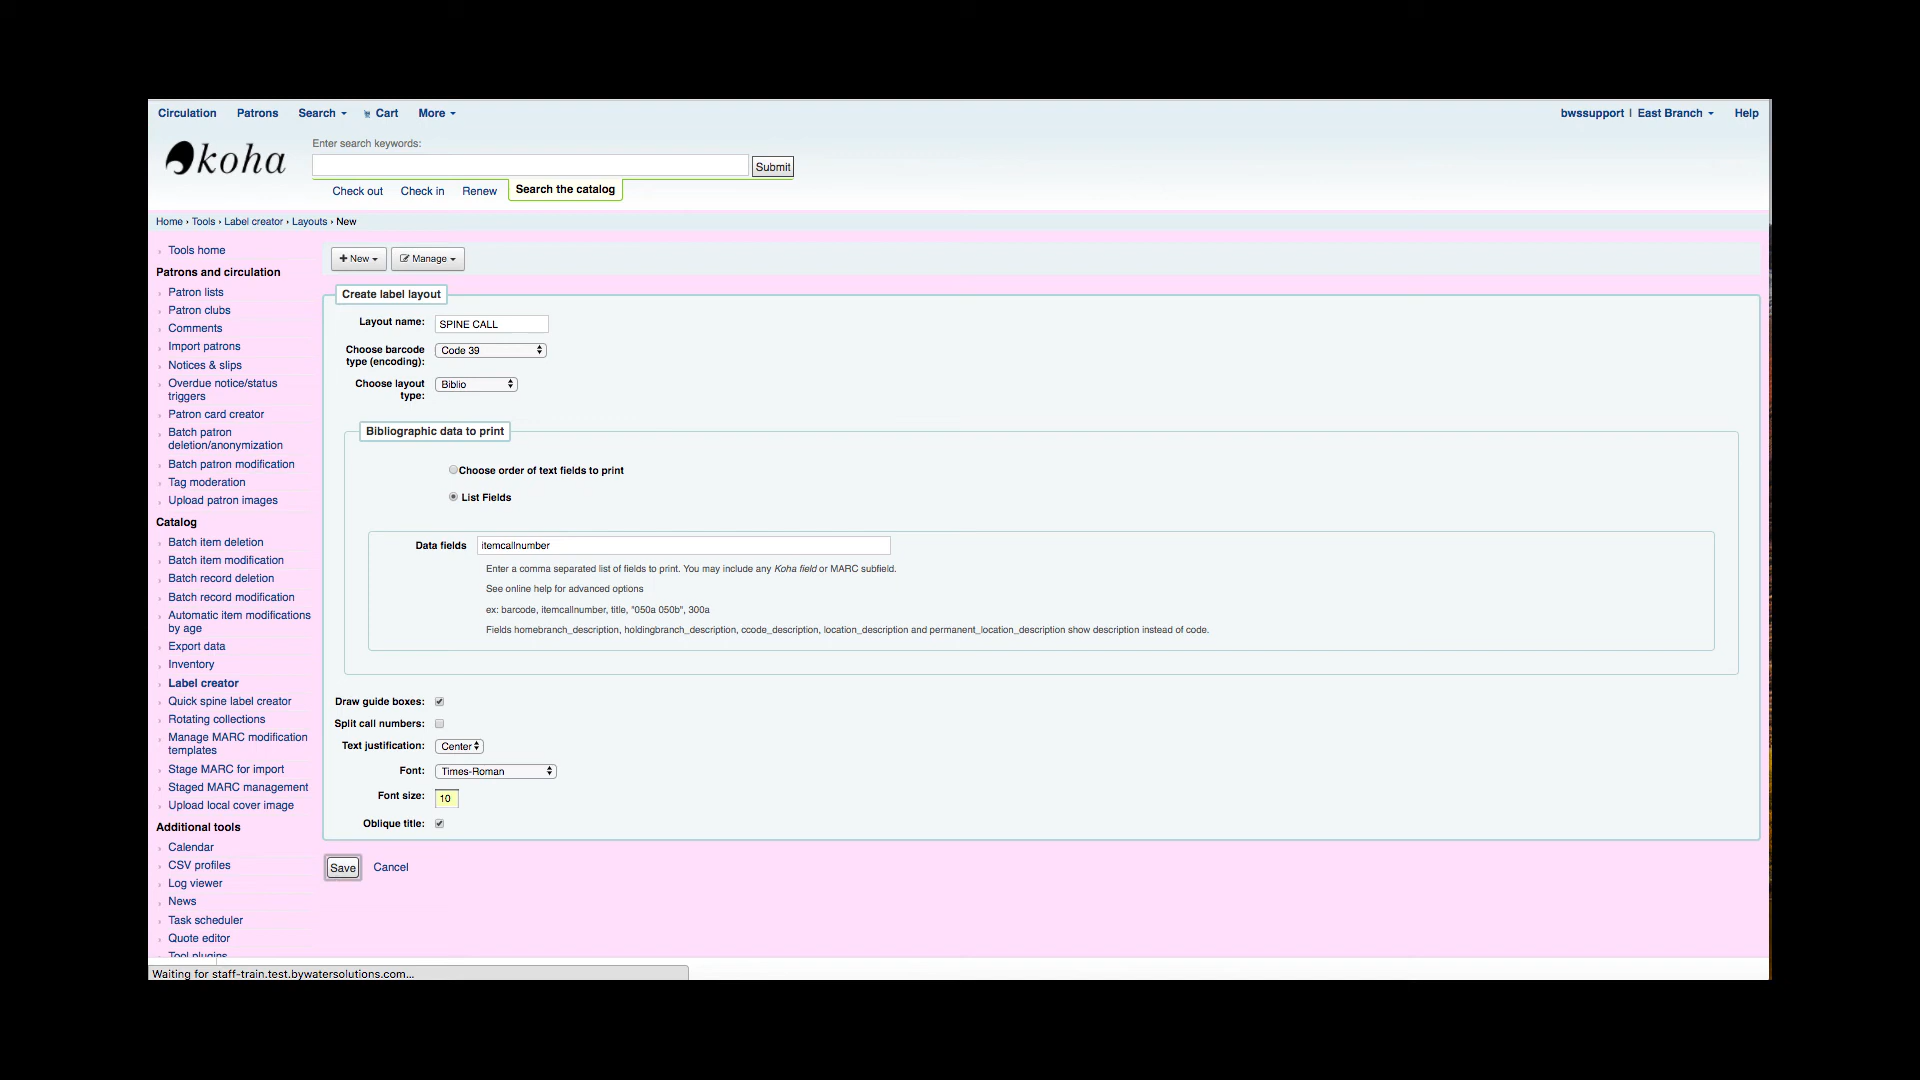 Circulation Patrons Search Cart More bwssupport | East Branch Help
koha
Enter search keywords:
Submit
Check out Check in Renew Search the catalog
Home › Tools › Label creator › Layouts › New
Tools home
Patrons and circulation
Patron lists
Patron clubs
Comments
Import patrons
Notices & slips
Overdue notice/status
triggers
Patron card creator
Batch patron
deletion/anonymization
Batch patron modification
Tag moderation
Upload patron images
Catalog
Batch item deletion
Batch item modification
Batch record deletion
Batch record modification
Automatic item modifications
by age
Export data
Inventory
Label creator
Quick spine label creator
Rotating collections
Manage MARC modification
templates
Stage MARC for import
Staged MARC management
Upload local cover image
Additional tools
Calendar
CSV profiles
Log viewer
News
Task scheduler
Quote editor
Tool plugins
+ New Manage
Create label layout
Layout name: SPINE CALL
Choose barcode
type (encoding): Code 39
Choose layout
type: Biblio
Bibliographic data to print
Choose order of text fields to print
List Fields
Data fields itemcallnumber
Enter a comma separated list of fields to print. You may include any Koha field or MARC subfield.
See online help for advanced options
ex: barcode, itemcallnumber, title, "050a 050b", 300a
Fields homebranch_description, holdingbranch_description, ccode_description, location_description and permanent_location_description show description instead of code.
Draw guide boxes:
Split call numbers:
Text justification: Center
Font: Times-Roman
Font size: 10
Oblique title:
Save Cancel
Waiting for staff-train.test.bywatersolutions.com...